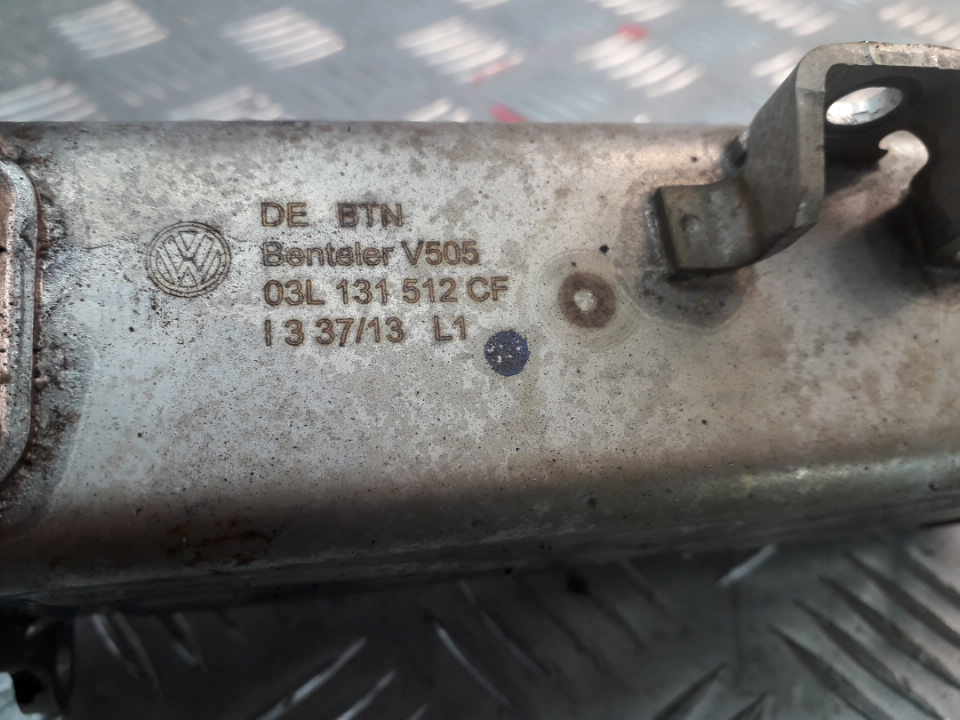 DE BTN
Benteler V505
03L 131 512 CF
I 3 37/13 L1